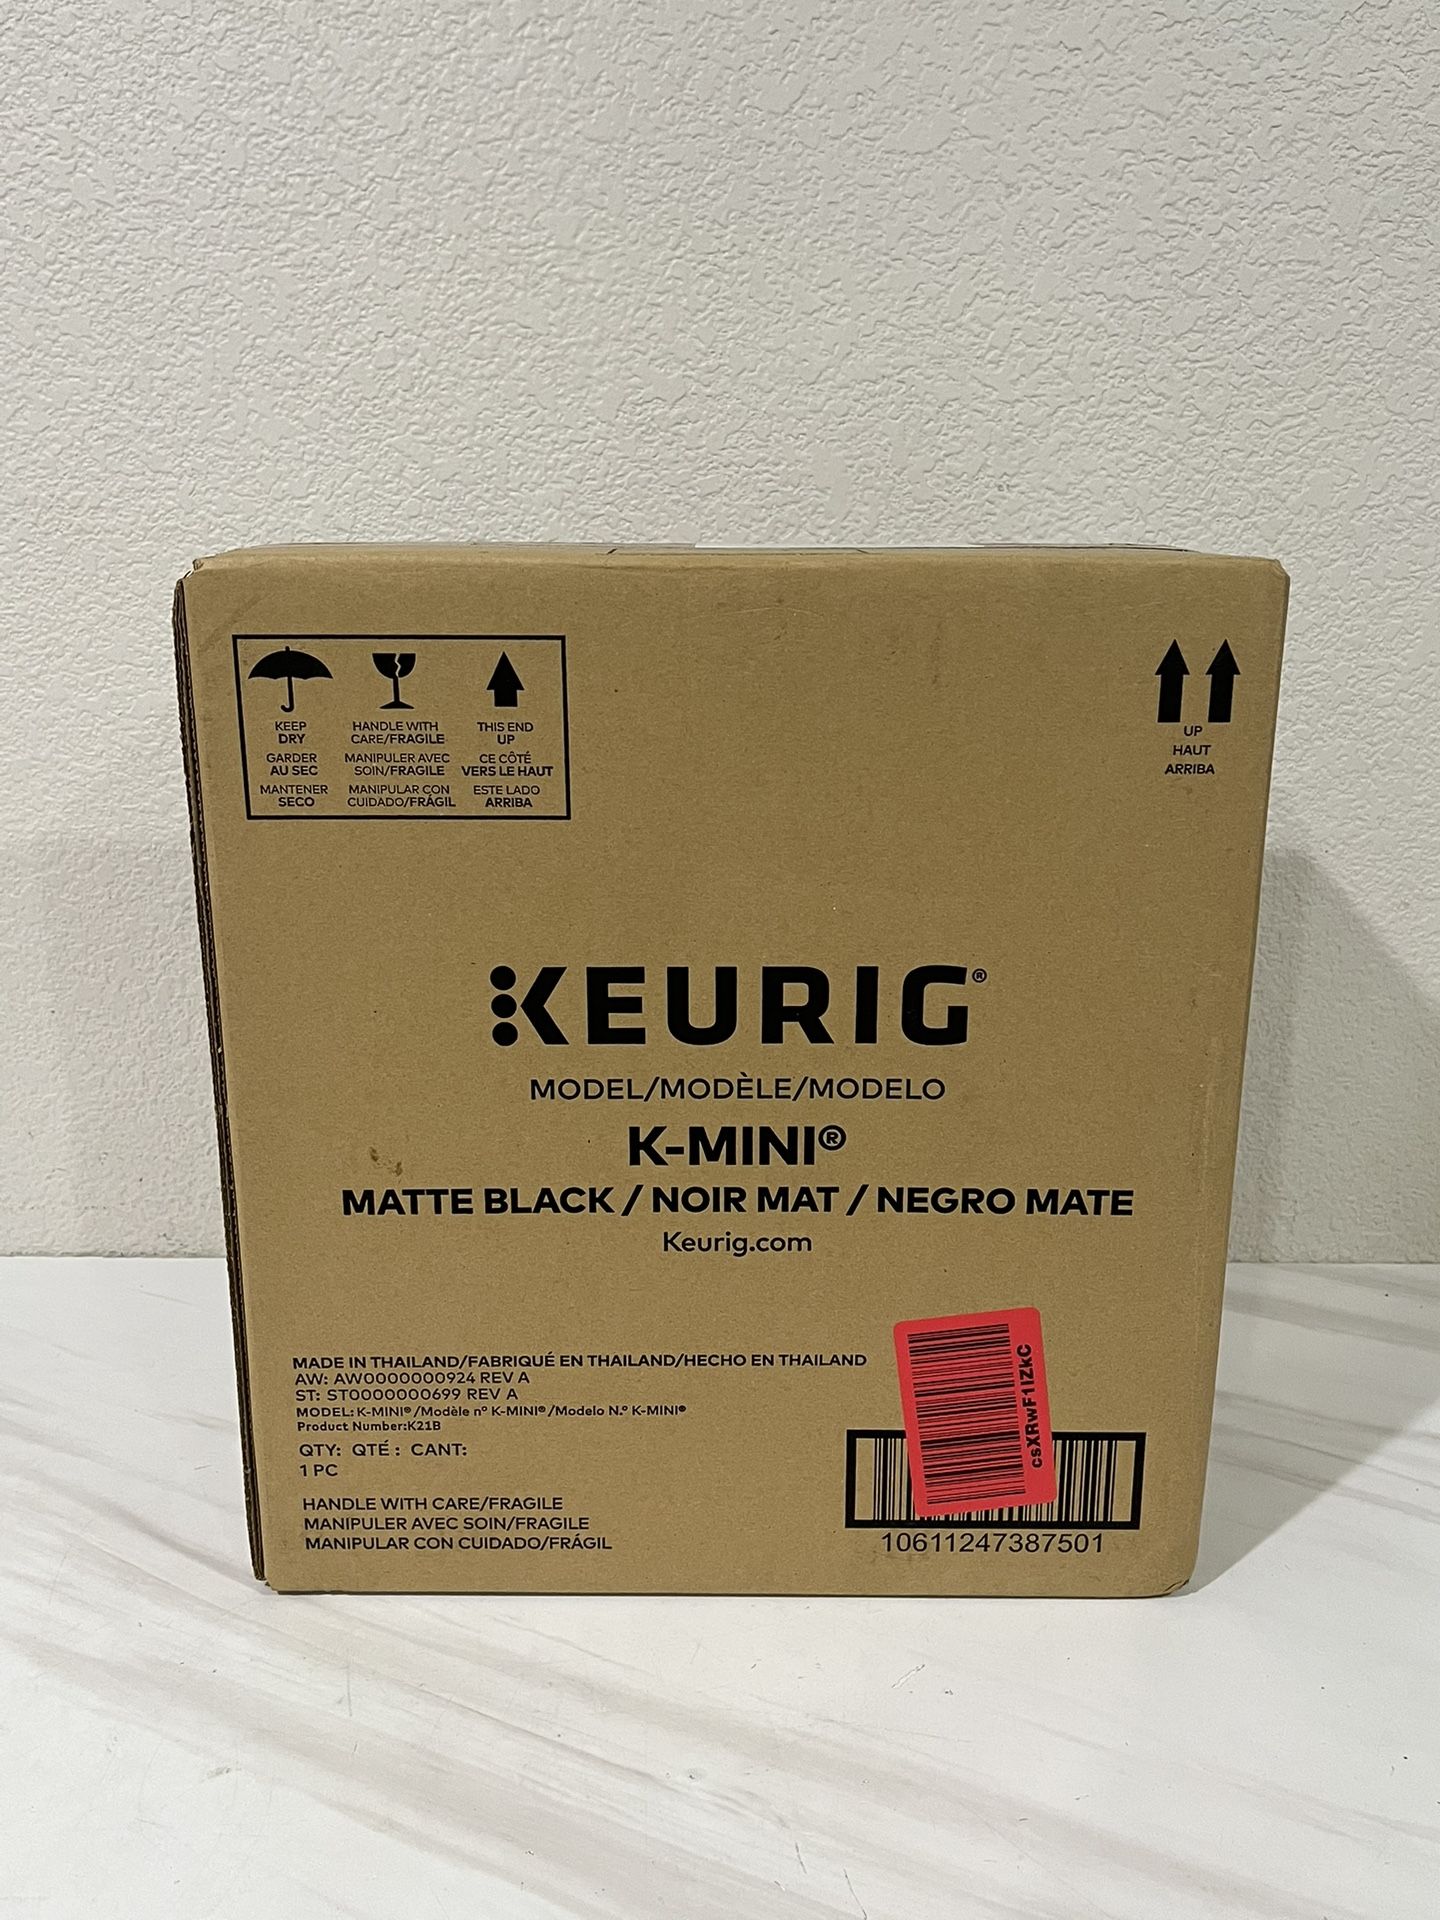 KEEP
DRY
GARDER
AU SEC
MANTENER
SECO
HANDLE WITH
CARE/FRAGILE
MANIPULER AVEC
SOIN/FRAGILE
MANIPULAR CON
CUIDADO/FRÁGIL
THIS END
UP
CE CÔTÉ
VERS LE HAUT
ESTE LADO
ARRIBA
UP
HAUT
ARRIBA
KEURIG®
MODEL/MODÈLE/MODELO
K-MINI®
MATTE BLACK / NOIR MAT / NEGRO MATE
Keurig.com
MADE IN THAILAND/FABRIQUÉ EN THAILAND/HECHO EN THAILAND
AW: AW0000000924 REV A
ST: ST0000000699 REV A
MODEL: K-MINI® /Modèle nº K-MINI® /Modelo N.º K-MINI®
Product Number:K21B
QTY: QTÉ : CANT:
1 PC
HANDLE WITH CARE/FRAGILE
MANIPULER AVEC SOIN/FRAGILE
MANIPULAR CON CUIDADO/FRÁGIL
csXRwF1IZkC
10611247387501